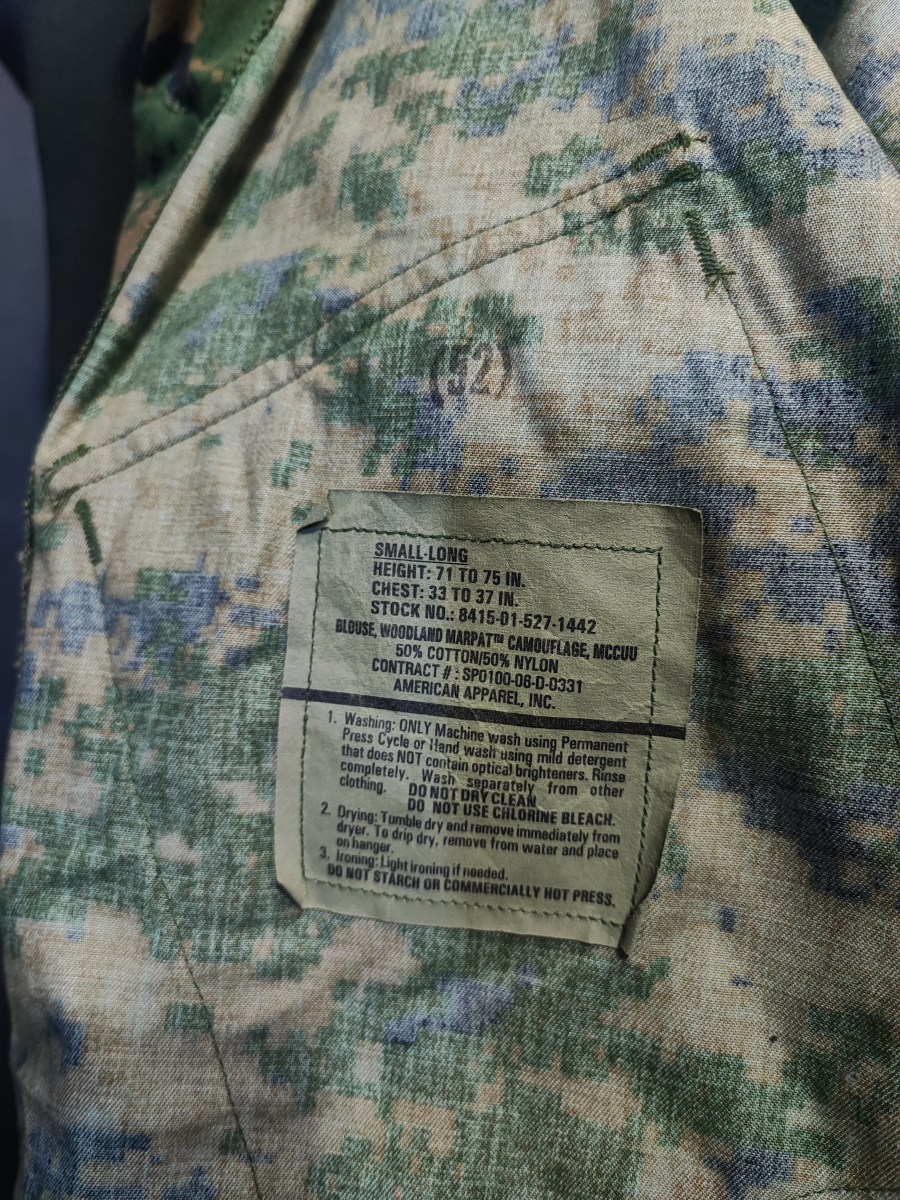 (52)
SMALL-LONG
HEIGHT: 71 TO 75 IN.
CHEST: 33 TO 37 IN.
STOCK NO.: 8415-01-527-1442
BLOUSE, WOODLAND MARPAT™ CAMOUFLAGE, MCCUU
50% COTTON/50% NYLON
CONTRACT # : SP0100-06-D-0331
AMERICAN APPAREL, INC.
1. Washing: ONLY Machine wash using Permanent
Press Cycle or Hand wash using mild detergent
that does NOT contain optical brighteners. Rinse
completely. Wash separately from other
clothing. DO NOT DRY CLEAN
DO NOT USE CHLORINE BLEACH.
2. Drying: Tumble dry and remove immediately from
dryer. To drip dry, remove from water and place
on hanger.
3. Ironing: Light ironing if needed.
DO NOT STARCH OR COMMERCIALLY HOT PRESS.